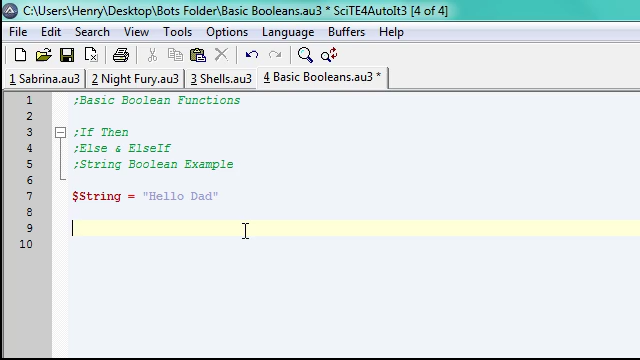 C:\Users\Henry\Desktop\Bots Folder\Basic Booleans.au3 * SciTE4AutoIt3 [4 of 4]
File Edit Search View Tools Options Language Buffers Help
1 Sabrina.au3 2 Night Fury.au3 3 Shells.au3 4 Basic Booleans.au3 *
1 ;Basic Boolean Functions
2
3 ;If Then
4 ;Else & ElseIf
5 ;String Boolean Example
6
7 $String = "Hello Dad"
8
9
10